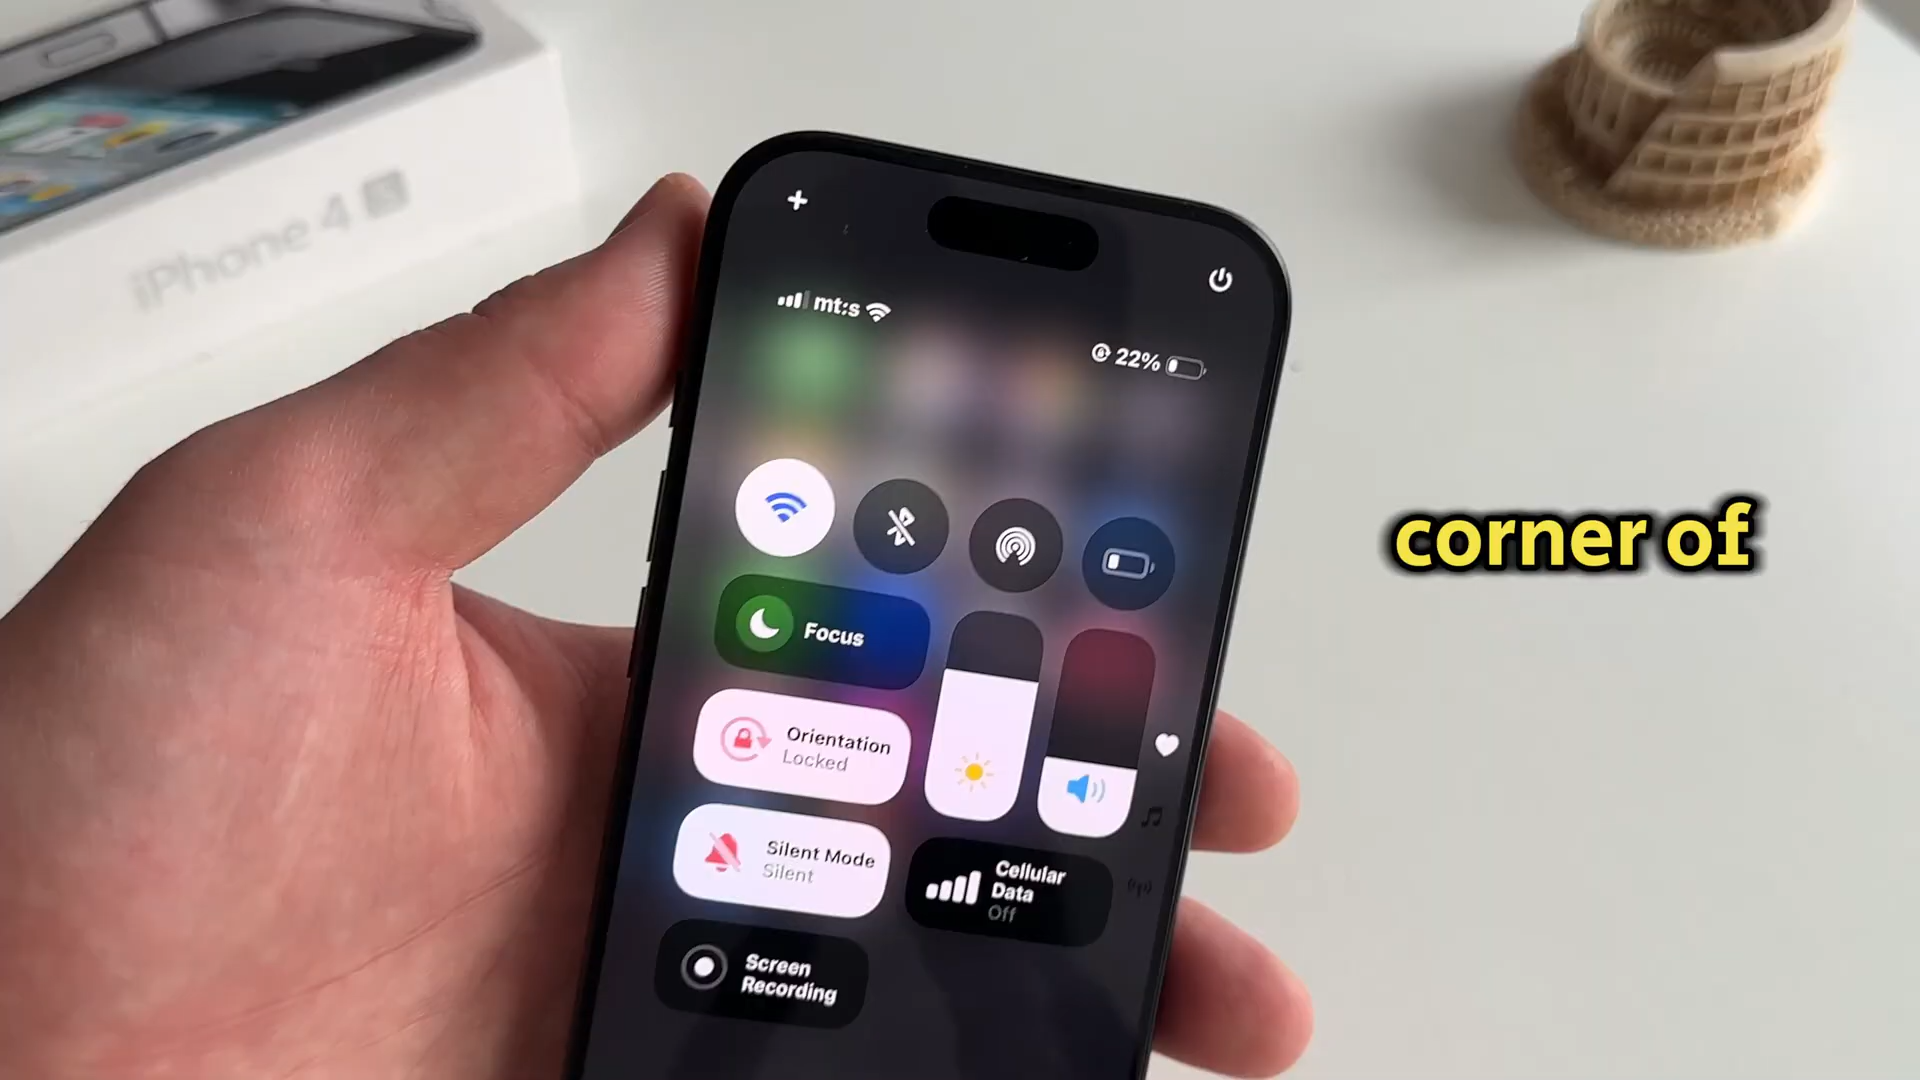 iPhone 4S
mt:s
22%
corner of
Focus
Orientation
Locked
Silent Mode
Silent
Cellular
Data
Off
Screen
Recording